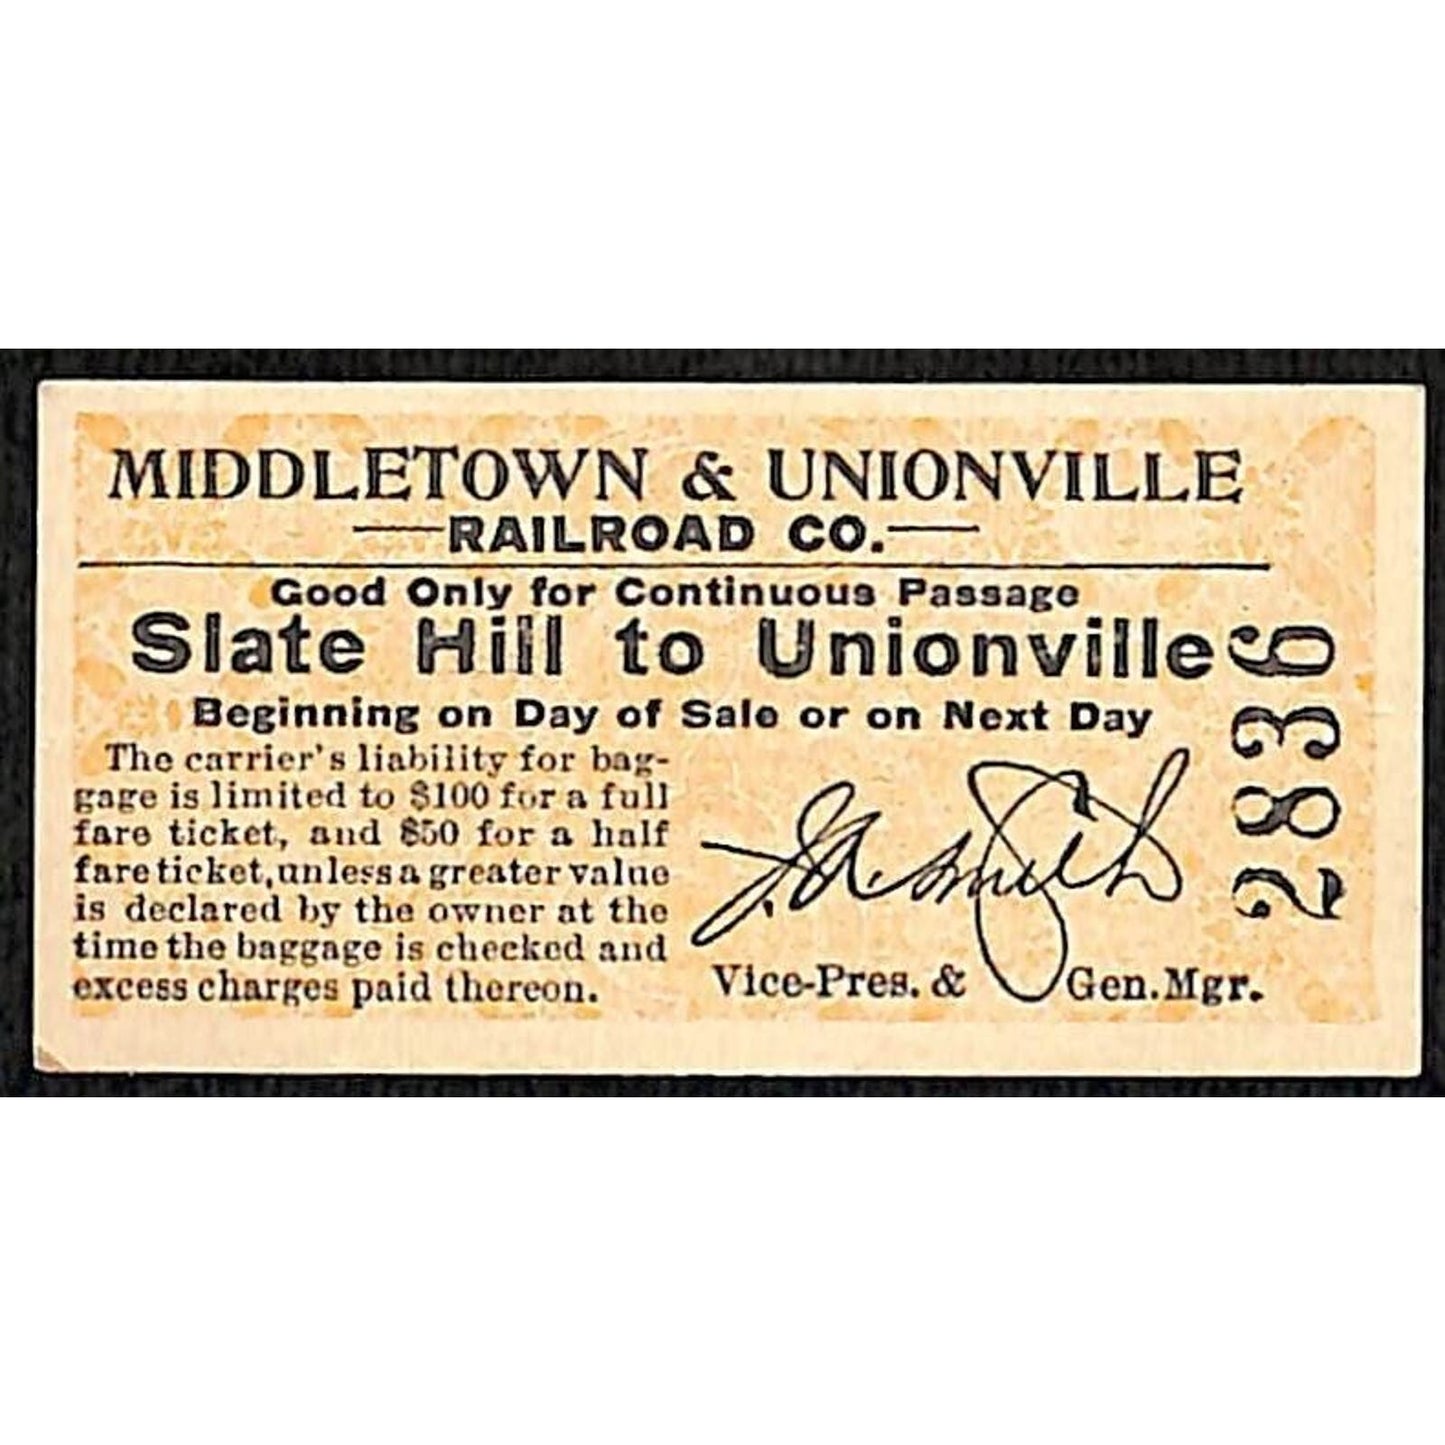 MIDDLETOWN & UNIONVILLE
RAILROAD CO.
Good Only for Continuous Passage
Slate Hill to Unionville
Beginning on Day of Sale or on Next Day
The carrier's liability for bag-
gage is limited to $100 for a full
fare ticket, and $50 for a half
fare ticket, unless a greater value
is declared by the owner at the
time the baggage is checked and
excess charges paid thereon.
J. A. Smith
Vice-Pres. & Gen. Mgr.
2836